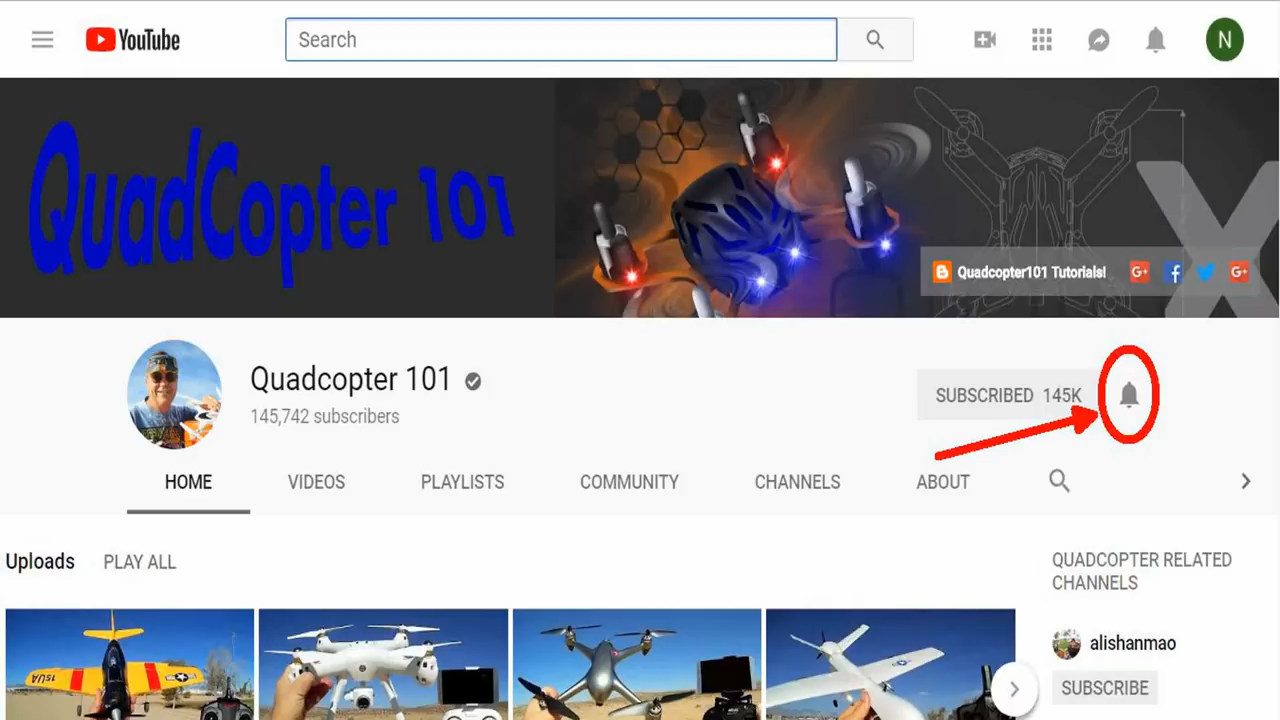 YouTube
Search
N
QuadCopter 101
X
Quadcopter101 Tutorials!
G+
G+
Quadcopter 101
145,742 subscribers
SUBSCRIBED 145K
HOME VIDEOS PLAYLISTS COMMUNITY CHANNELS ABOUT
Uploads PLAY ALL
QUADCOPTER RELATED
CHANNELS
alishanmao
SUBSCRIBE